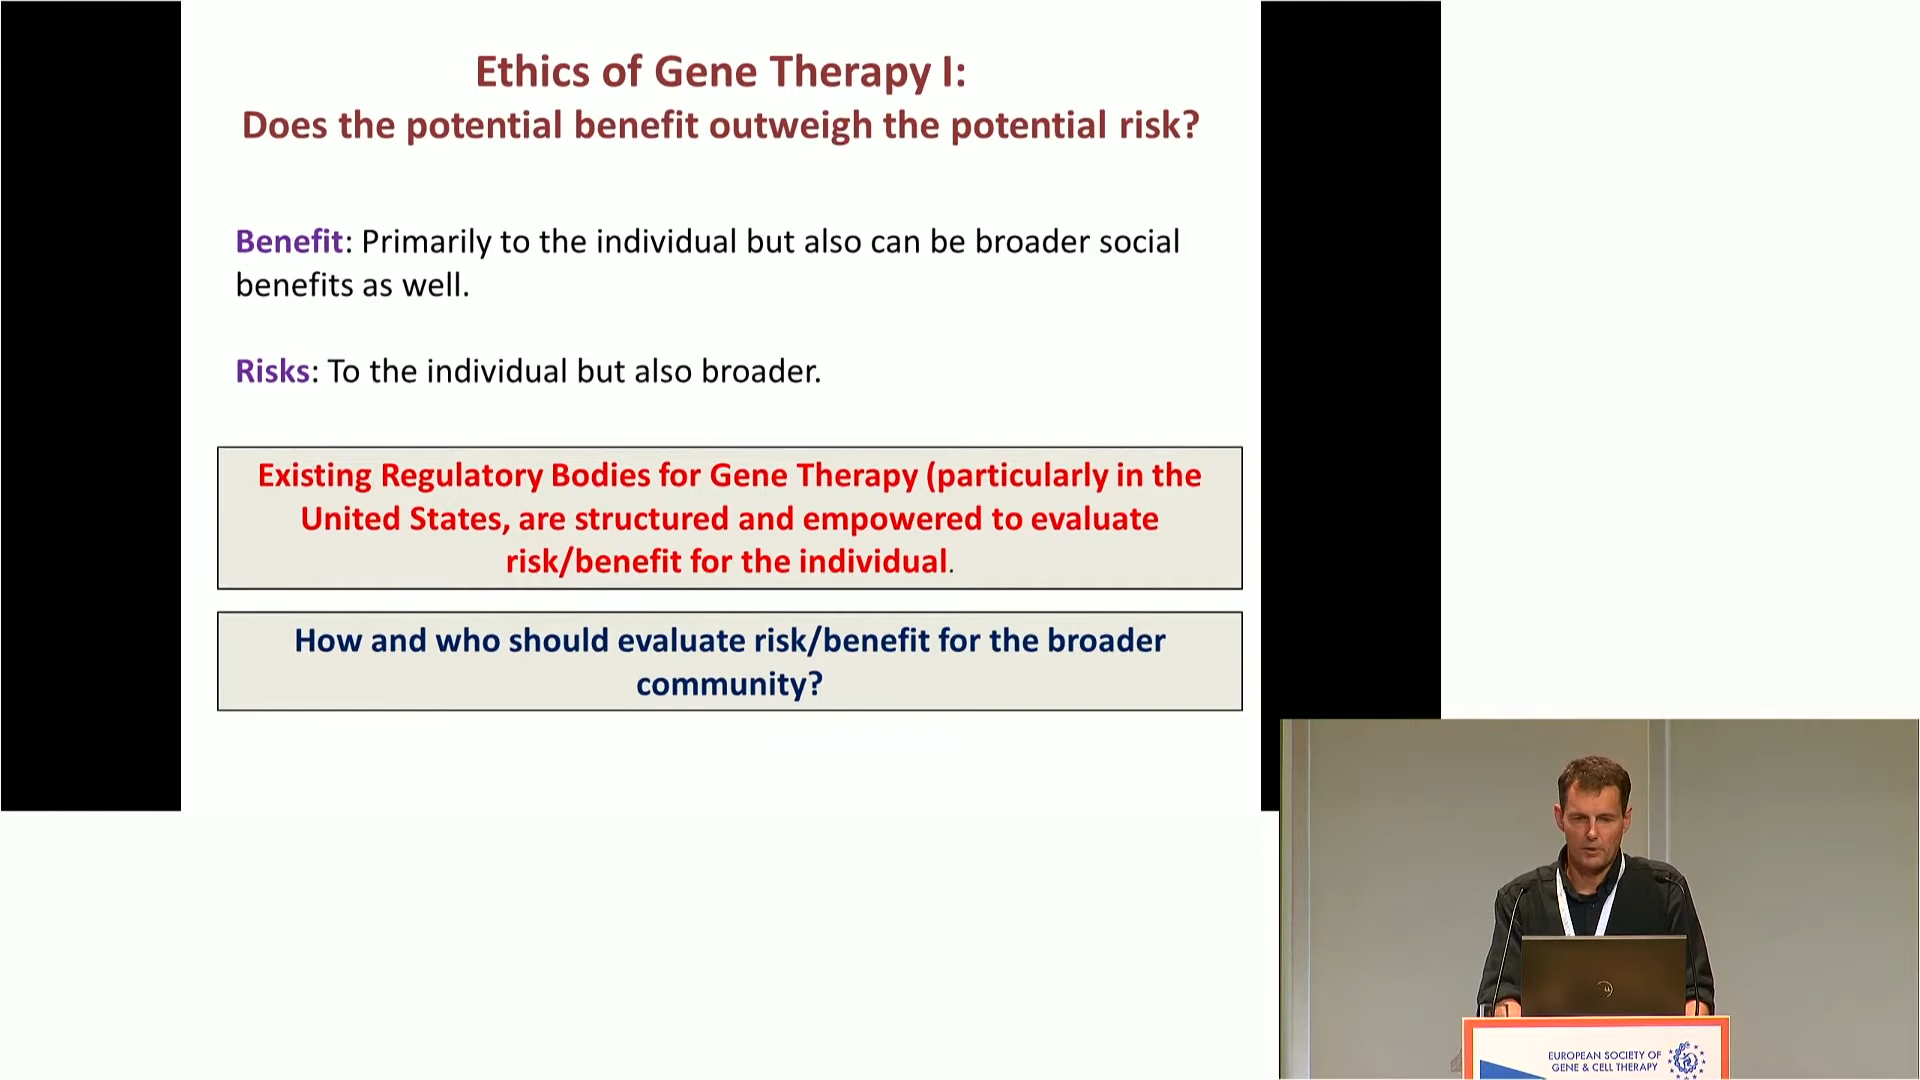 Ethics of Gene Therapy I:
Does the potential benefit outweigh the potential risk?
Benefit: Primarily to the individual but also can be broader social
benefits as well.
Risks: To the individual but also broader.
Existing Regulatory Bodies for Gene Therapy (particularly in the
United States, are structured and empowered to evaluate
risk/benefit for the individual.
How and who should evaluate risk/benefit for the broader
community?
EUROPEAN SOCIETY OF
GENE & CELL THERAPY